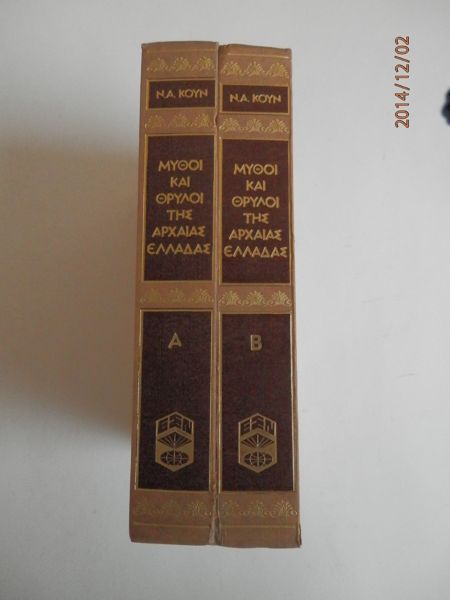 2014/12/02
Ν.Α. ΚΟΥΝ
ΜΥΘΟΙ
ΚΑΙ
ΘΡΥΛΟΙ
ΤΗΣ
ΑΡΧΑΙΑΣ
ΕΛΛΑΔΑΣ
Α
Ν.Α. ΚΟΥΝ
ΜΥΘΟΙ
ΚΑΙ
ΘΡΥΛΟΙ
ΤΗΣ
ΑΡΧΑΙΑΣ
ΕΛΛΑΔΑΣ
Β